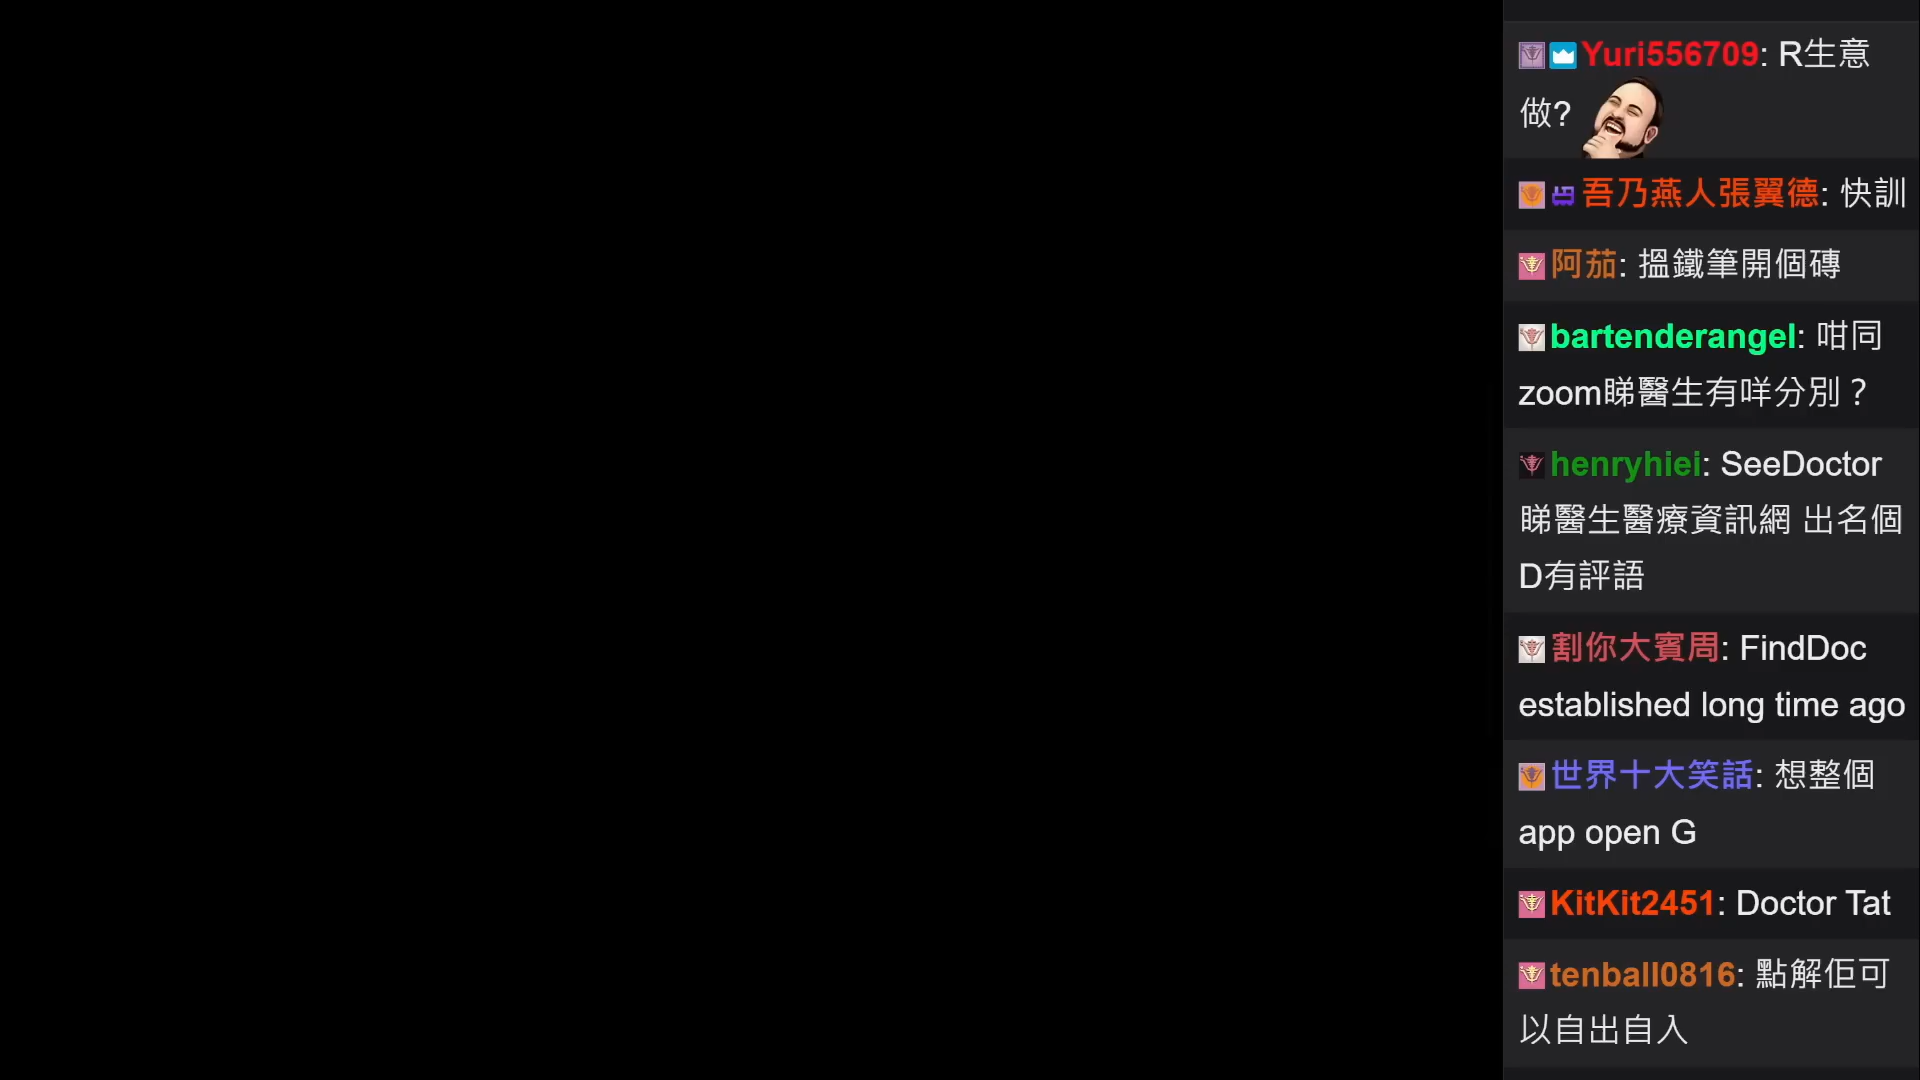 Yuri556709: R生意
做?
吾乃燕人張翼德: 快訓
阿茄: 搵鐵筆開個磚
bartenderangel: 咁同
zoom睇醫生有咩分別？
henryhiei: SeeDoctor
睇醫生醫療資訊網 出名個
D有評語
割你大賓周: FindDoc
established long time ago
世界十大笑話: 想整個
app open G
KitKit2451: Doctor Tat
tenball0816: 點解佢可
以自出自入